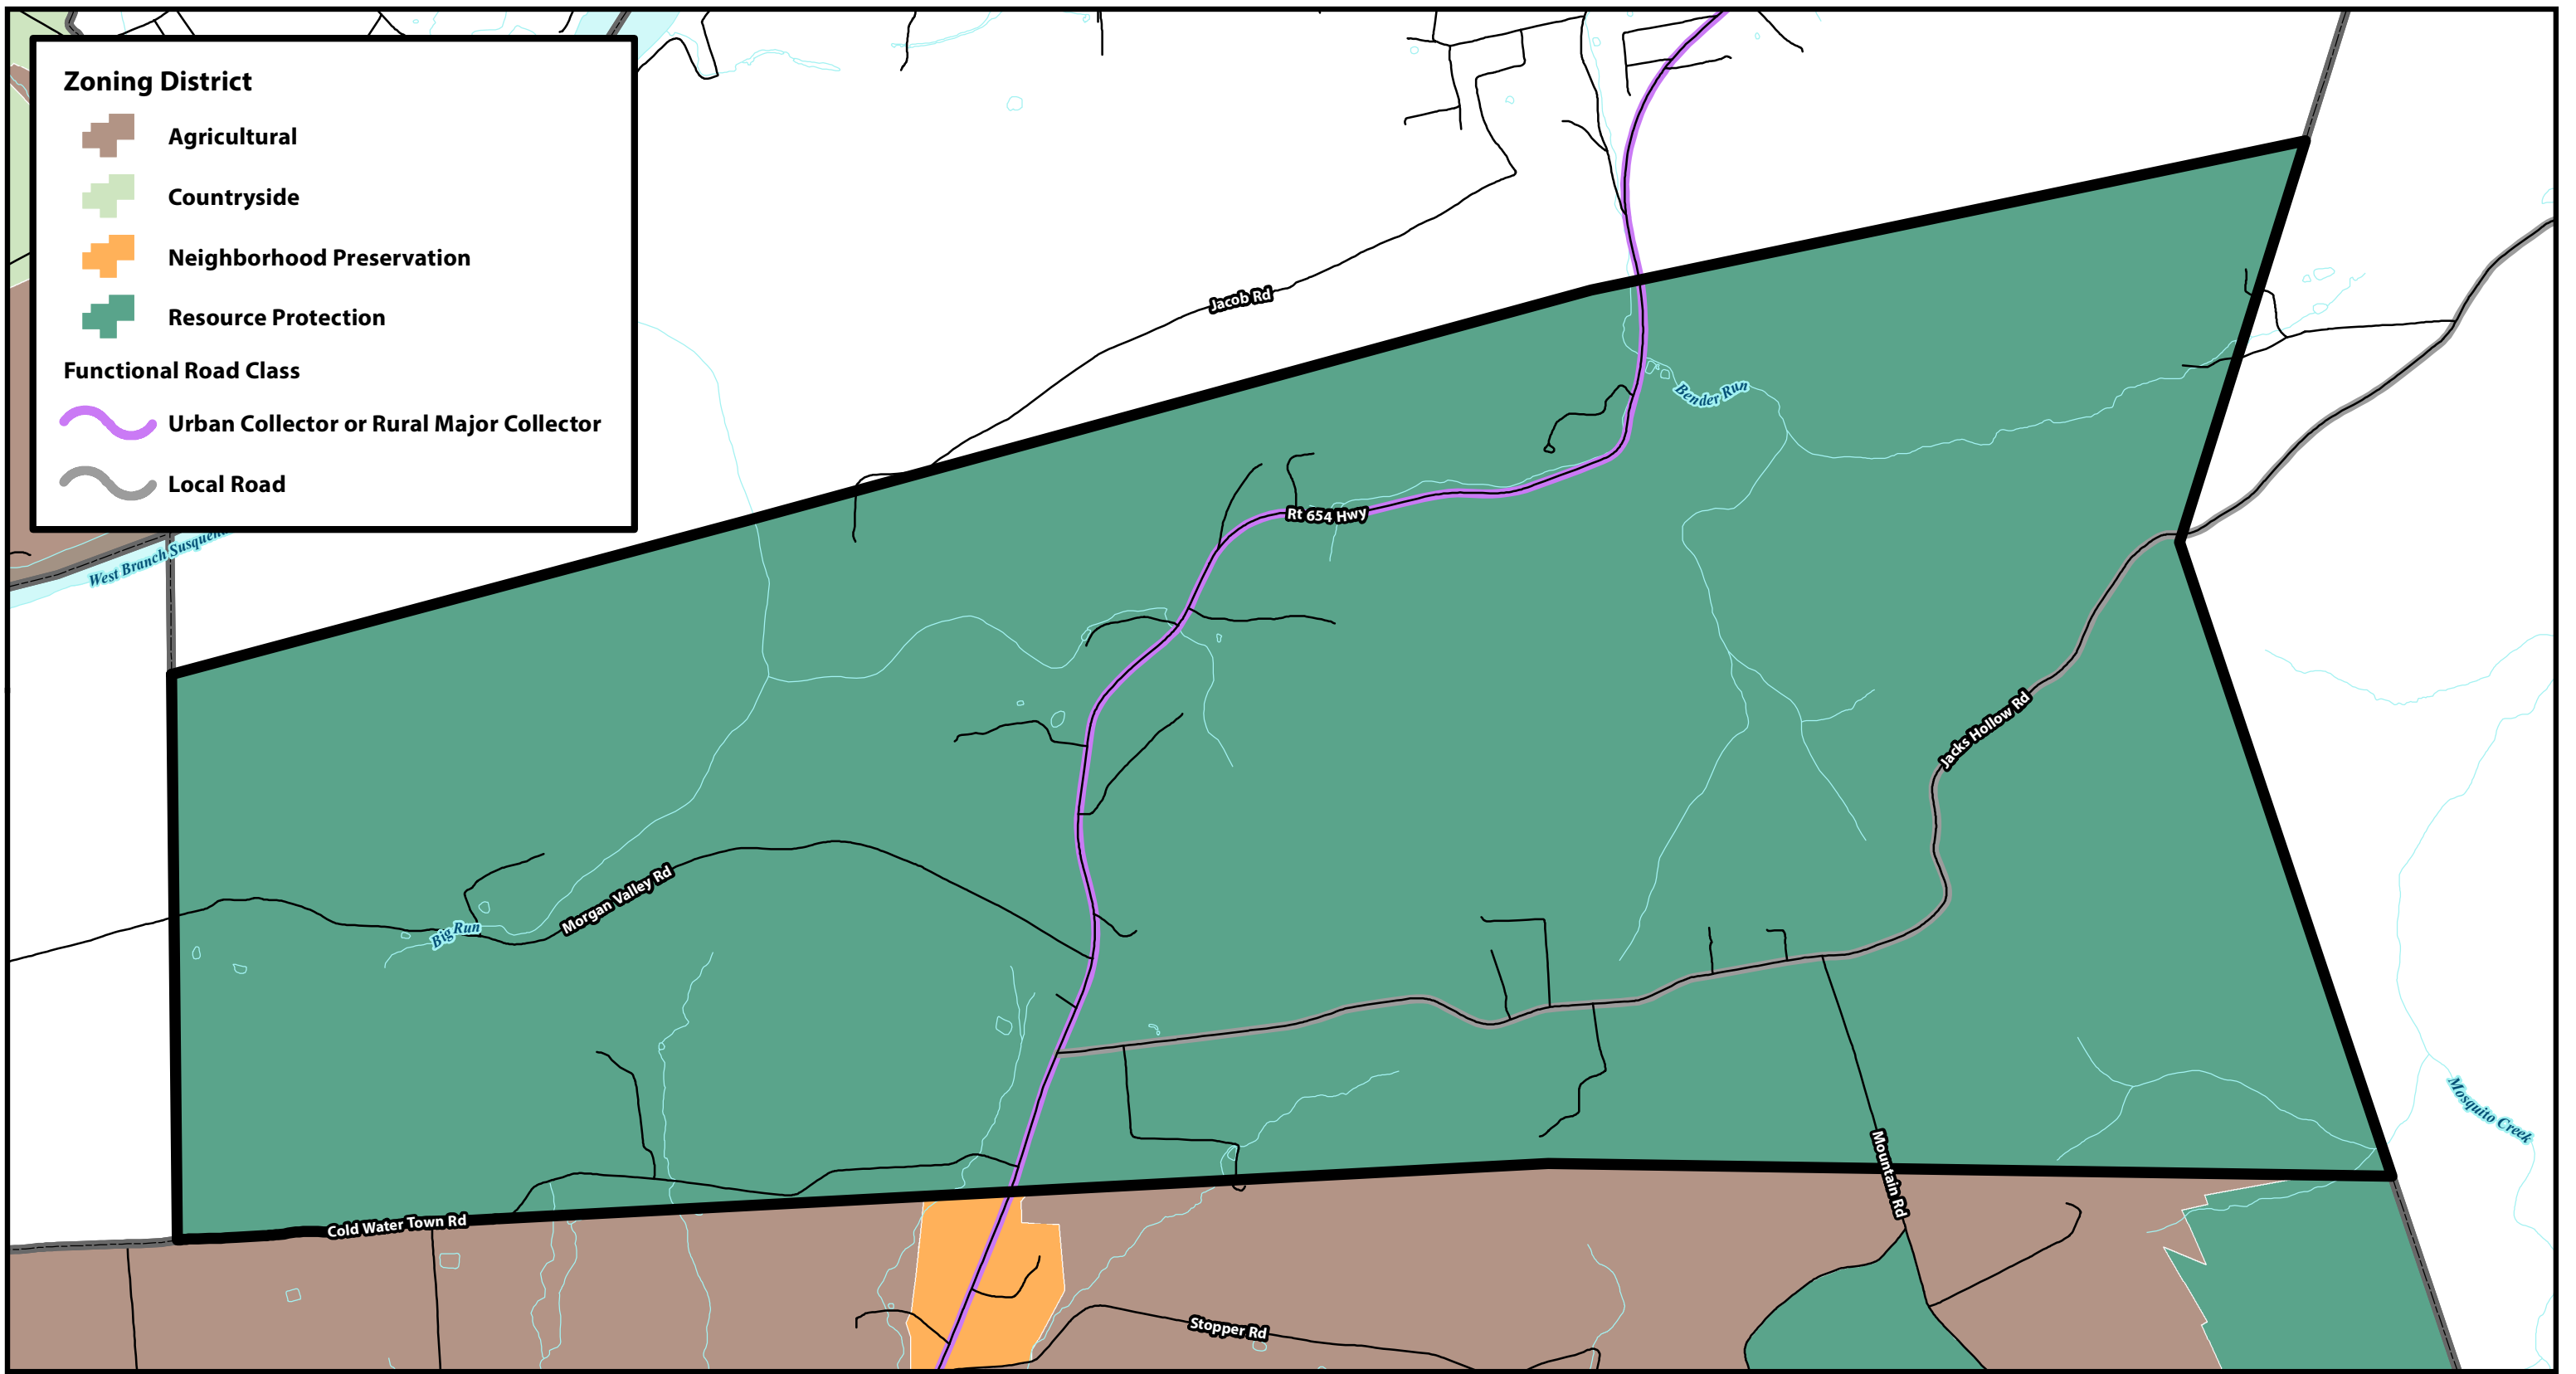 Zoning District
Agricultural
Countryside
Neighborhood Preservation
Resource Protection
Functional Road Class
Urban Collector or Rural Major Collector
Local Road
West Branch
Jacob Rd
Bender Run
Rt 654 Hwy
Jacks Hollow Rd
Morgan Valley Rd
Big Run
Mosquito Creek
Mountain Rd
Cold Water Town Rd
Stopper Rd